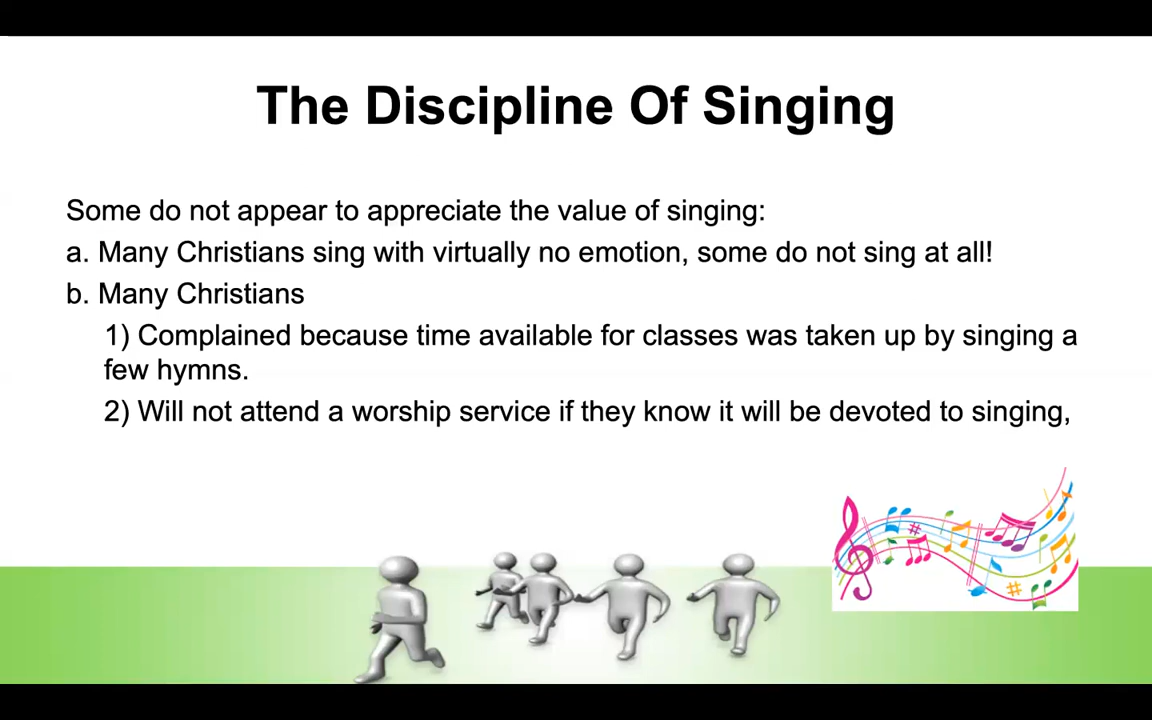 The Discipline Of Singing
Some do not appear to appreciate the value of singing:
a. Many Christians sing with virtually no emotion, some do not sing at all!
b. Many Christians
1) Complained because time available for classes was taken up by singing a
few hymns.
2) Will not attend a worship service if they know it will be devoted to singing,